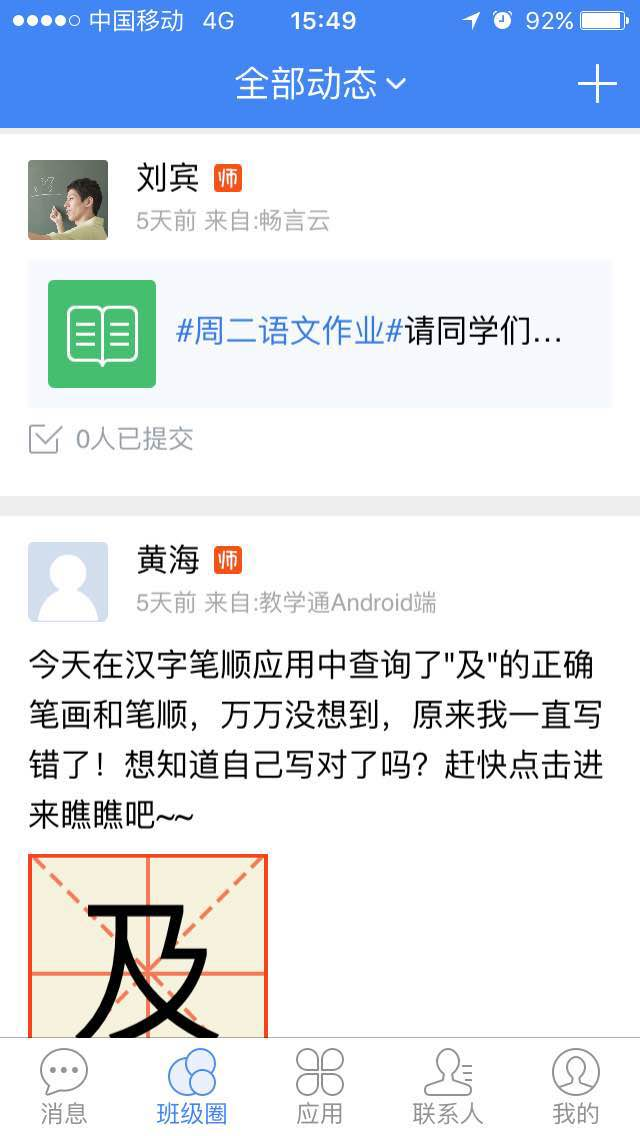 中国移动 4G 15:49 92%
全部动态
刘宾 师
5天前 来自:畅言云
#周二语文作业#请同学们...
0人已提交
黄海 师
5天前 来自:教学通Android端
今天在汉字笔顺应用中查询了"及"的正确
笔画和笔顺，万万没想到，原来我一直写
错了！想知道自己写对了吗？赶快点击进
来瞧瞧吧~~
及
消息 班级圈 应用 联系人 我的